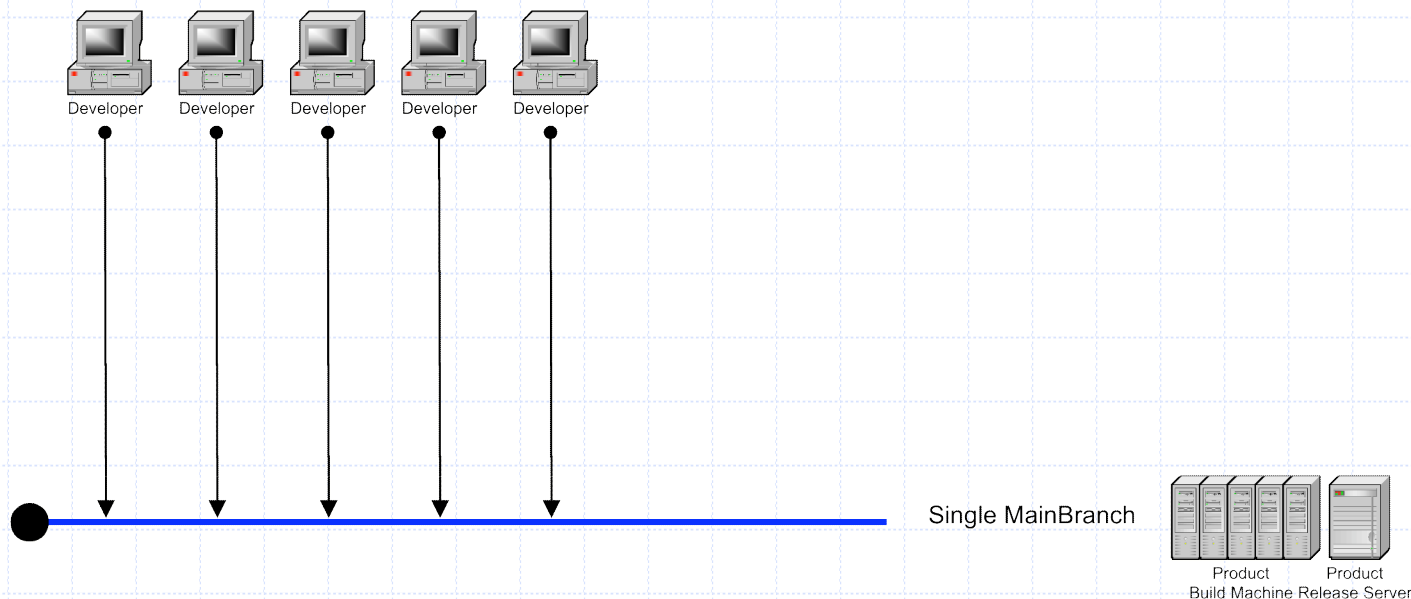 Developer
Developer
Developer
Developer
Developer
Single MainBranch
Product
Build Machine
Product
Release Server